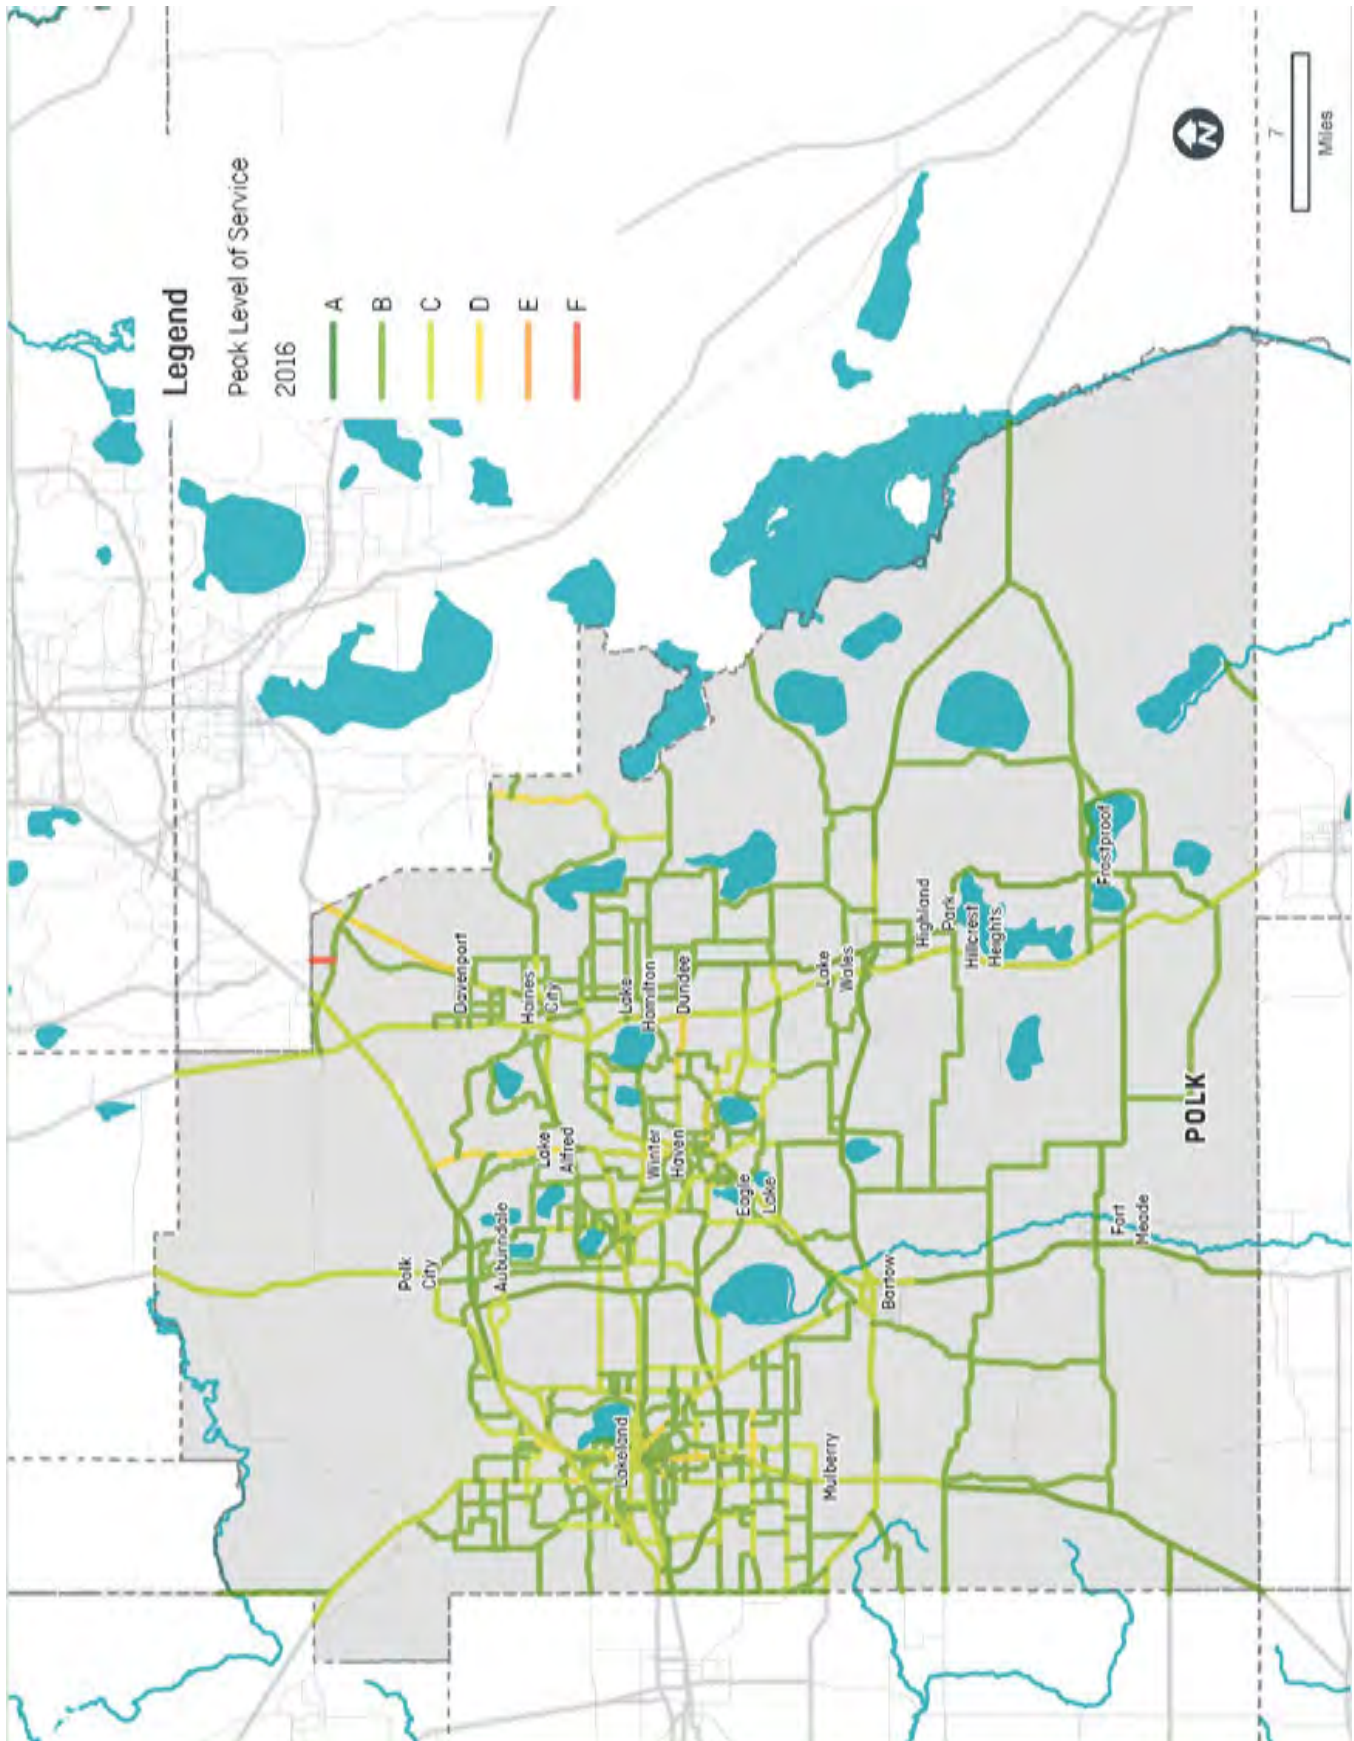 Legend
Peak Level of Service
2016
A
B
C
D
E
F
Davenport
Haines
City
Lake
Hamilton
Dundee
Lake
Alfred
Winter
Haven
Eagle
Lake
Polk
City
Auburndale
Lakeland
Mulberry
Bartow
Lake
Wales
Highland
Park
Hillcrest
Heights
Frostproof
Fort
Meade
POLK
N
7
Miles